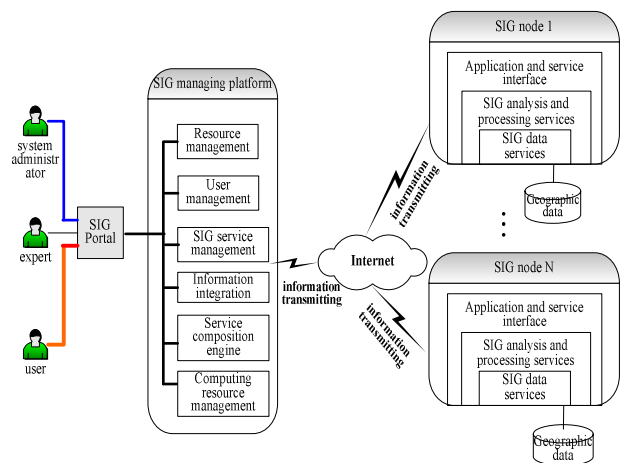 system
administr
ator
expert
user
SIG
Portal
SIG managing platform
Resource
management
User
management
SIG service
management
Information
integration
Service
composition
engine
Computing
resource
management
information
transmitting
Internet
information
transmitting
information
transmitting
SIG node 1
Application and service
interface
SIG analysis and
processing services
SIG data
services
Geographic
data
SIG node N
Application and service
interface
SIG analysis and
processing services
SIG data
services
Geographic
data